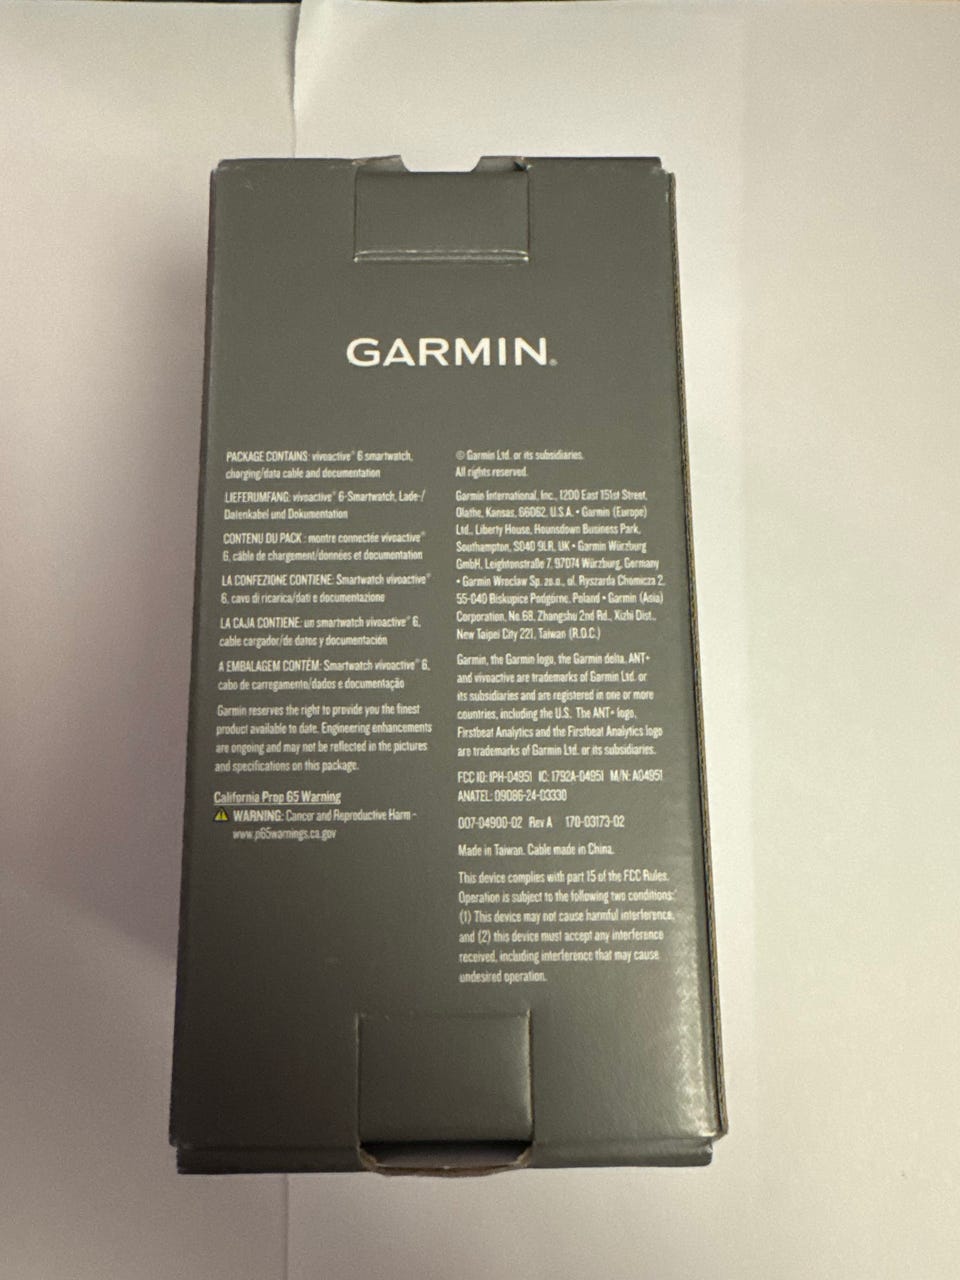 GARMIN®
PACKAGE CONTAINS: vívoactive® 6 smartwatch,
charging/data cable and documentation
LIEFERUMFANG: vívoactive® 6-Smartwatch, Lade-/
Datenkabel und Dokumentation
CONTENU DU PACK : montre connectée vívoactive®
6, câble de chargement/données et documentation
LA CONFEZIONE CONTIENE: Smartwatch vívoactive®
6, cavo di ricarica/dati e documentazione
LA CAJA CONTIENE: un smartwatch vívoactive® 6,
cable cargador/de datos y documentación
A EMBALAGEM CONTÉM: Smartwatch vívoactive® 6,
cabo de carregamento/dados e documentação
Garmin reserves the right to provide you the finest
product available to date. Engineering enhancements
are ongoing and may not be reflected in the pictures
and specifications on this package.
California Prop 65 Warning
WARNING: Cancer and Reproductive Harm -
www.p65warnings.ca.gov
© Garmin Ltd. or its subsidiaries.
All rights reserved.
Garmin International, Inc., 1200 East 151st Street,
Olathe, Kansas, 66062, U.S.A. • Garmin (Europe)
Ltd., Liberty House, Hounsdown Business Park,
Southampton, SO40 9LR, UK • Garmin Würzburg
GmbH, Leightonstraße 7, 97074 Würzburg, Germany
• Garmin Wroclaw Sp. zo.o., ul. Ryszarda Chomicza 2,
55-040 Biskupice Podgórne, Poland • Garmin (Asia)
Corporation, No. 68, Zhangshu 2nd Rd., Xizhi Dist.,
New Taipei City 221, Taiwan (R.O.C.)
Garmin, the Garmin logo, the Garmin delta, ANT+
and vívoactive are trademarks of Garmin Ltd. or
its subsidiaries and are registered in one or more
countries, including the U.S. The ANT+ logo,
Firstbeat Analytics and the Firstbeat Analytics logo
are trademarks of Garmin Ltd. or its subsidiaries.
FCC ID: IPH-04951 IC: 1792A-04951 M/N: A04951
ANATEL: 09086-24-03330
007-04900-02 Rev A 170-03173-02
Made in Taiwan. Cable made in China.
This device complies with part 15 of the FCC Rules.
Operation is subject to the following two conditions:
(1) This device may not cause harmful interference,
and (2) this device must accept any interference
received, including interference that may cause
undesired operation.